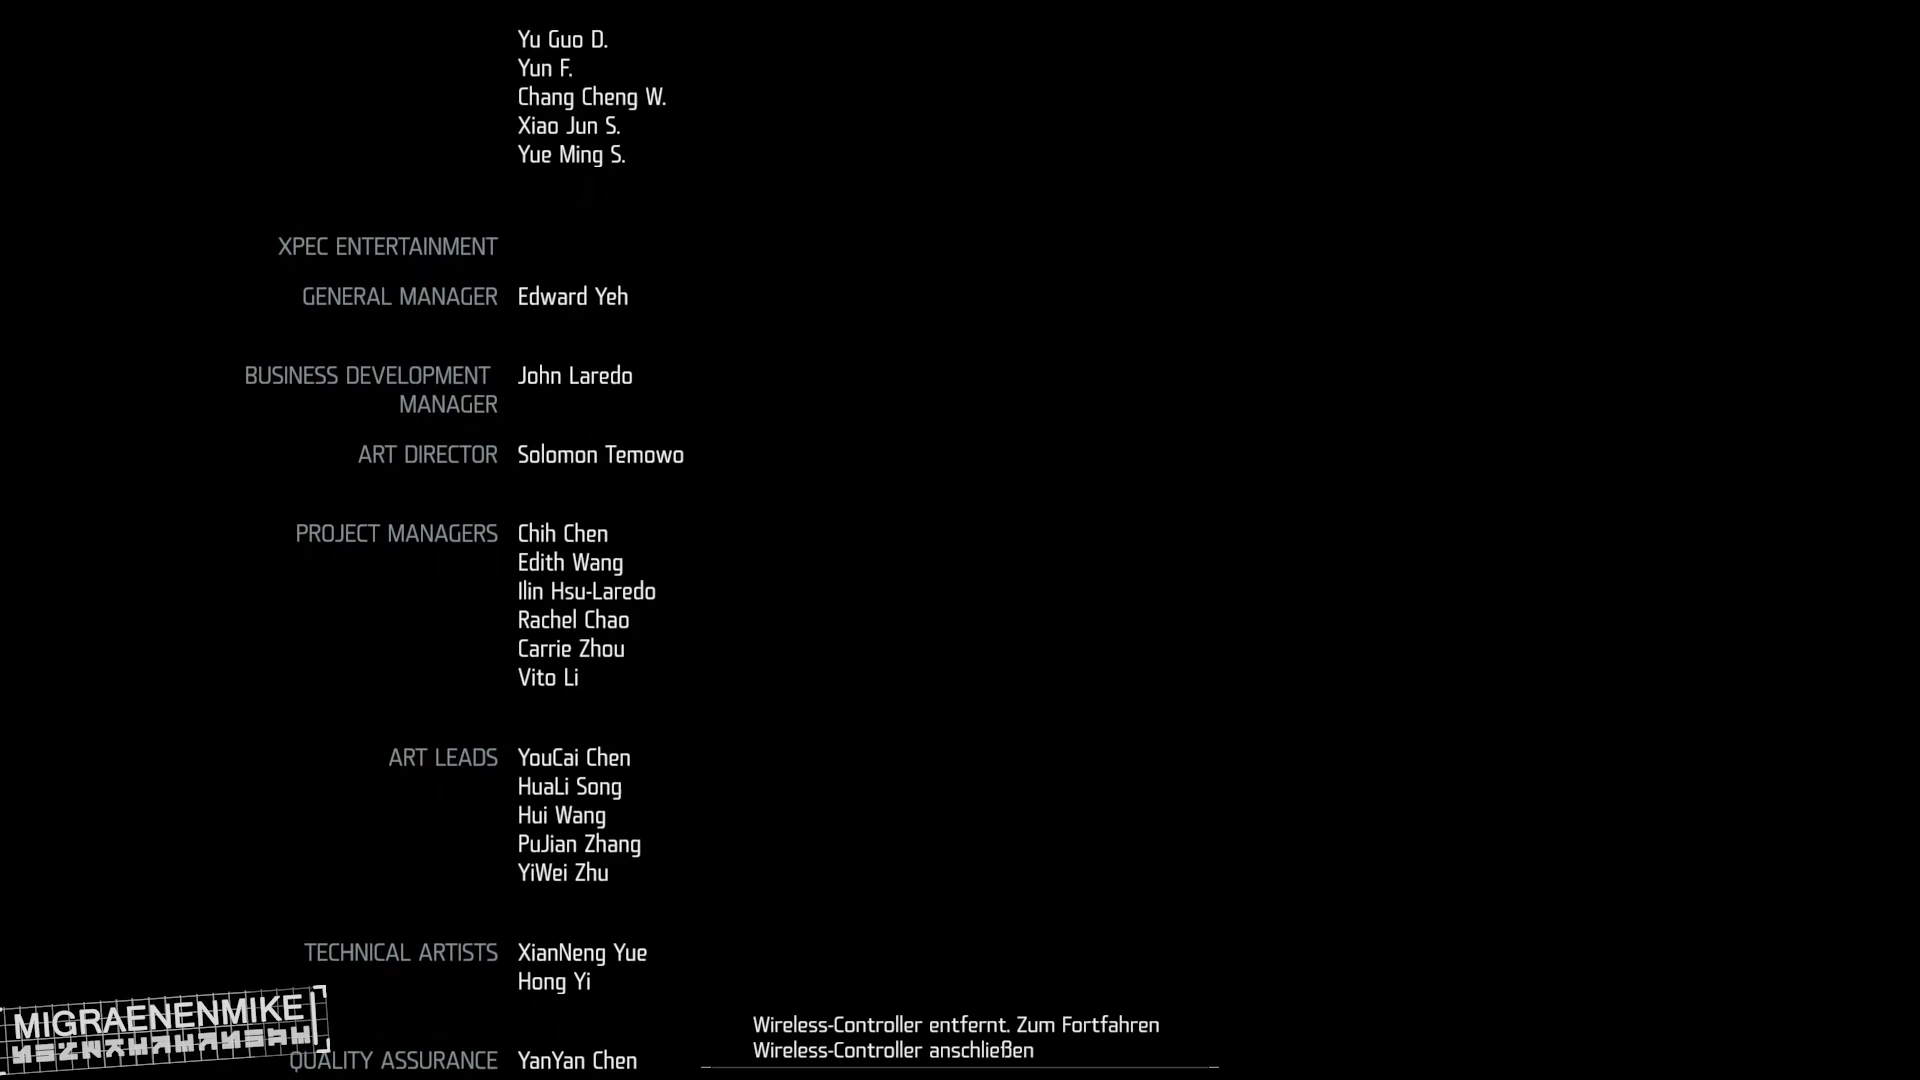 Yu Guo D.
Yun F.
Chang Cheng W.
Xiao Jun S.
Yue Ming S.
XPEC ENTERTAINMENT
GENERAL MANAGER Edward Yeh
BUSINESS DEVELOPMENT John Laredo
MANAGER
ART DIRECTOR Solomon Temowo
PROJECT MANAGERS Chih Chen
Edith Wang
Ilin Hsu-Laredo
Rachel Chao
Carrie Zhou
Vito Li
ART LEADS YouCai Chen
HuaLi Song
Hui Wang
PuJian Zhang
YiWei Zhu
TECHNICAL ARTISTS XianNeng Yue
Hong Yi
MIGRAENENMIKE
QUALITY ASSURANCE YanYan Chen
Wireless-Controller entfernt. Zum Fortfahren
Wireless-Controller anschließen